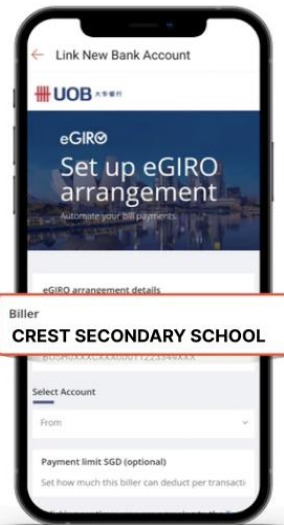 ← Link New Bank Account
UOB 大华银行
eGIRO
Set up eGIRO
arrangement
Automate your bill payments.
eGIRO arrangement details
Biller
CREST SECONDARY SCHOOL
Select Account
From
Payment limit SGD (optional)
Set how much this biller can deduct per transacti